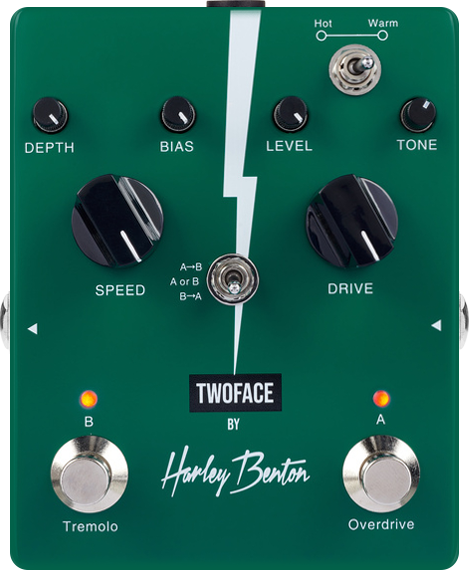 Hot Warm
DEPTH BIAS LEVEL TONE
SPEED DRIVE
A→B
A or B
B→A
TWOFACE
B BY A
Harley Benton
Tremolo Overdrive